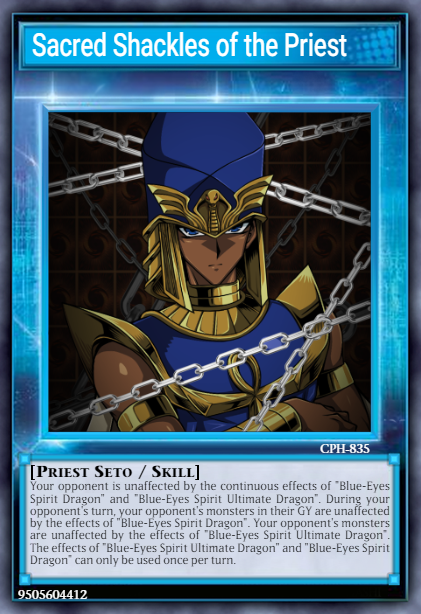 Sacred Shackles of the Priest
CPH-835
[Priest Seto / Skill]
Your opponent is unaffected by the continuous effects of "Blue-Eyes
Spirit Dragon" and "Blue-Eyes Spirit Ultimate Dragon". During your
opponent's turn, your opponent's monsters in their GY are unaffected
by the effects of "Blue-Eyes Spirit Dragon". Your opponent's monsters
are unaffected by the effects of "Blue-Eyes Spirit Ultimate Dragon".
The effects of "Blue-Eyes Spirit Ultimate Dragon" and "Blue-Eyes Spirit
Dragon" can only be used once per turn.
9505604412